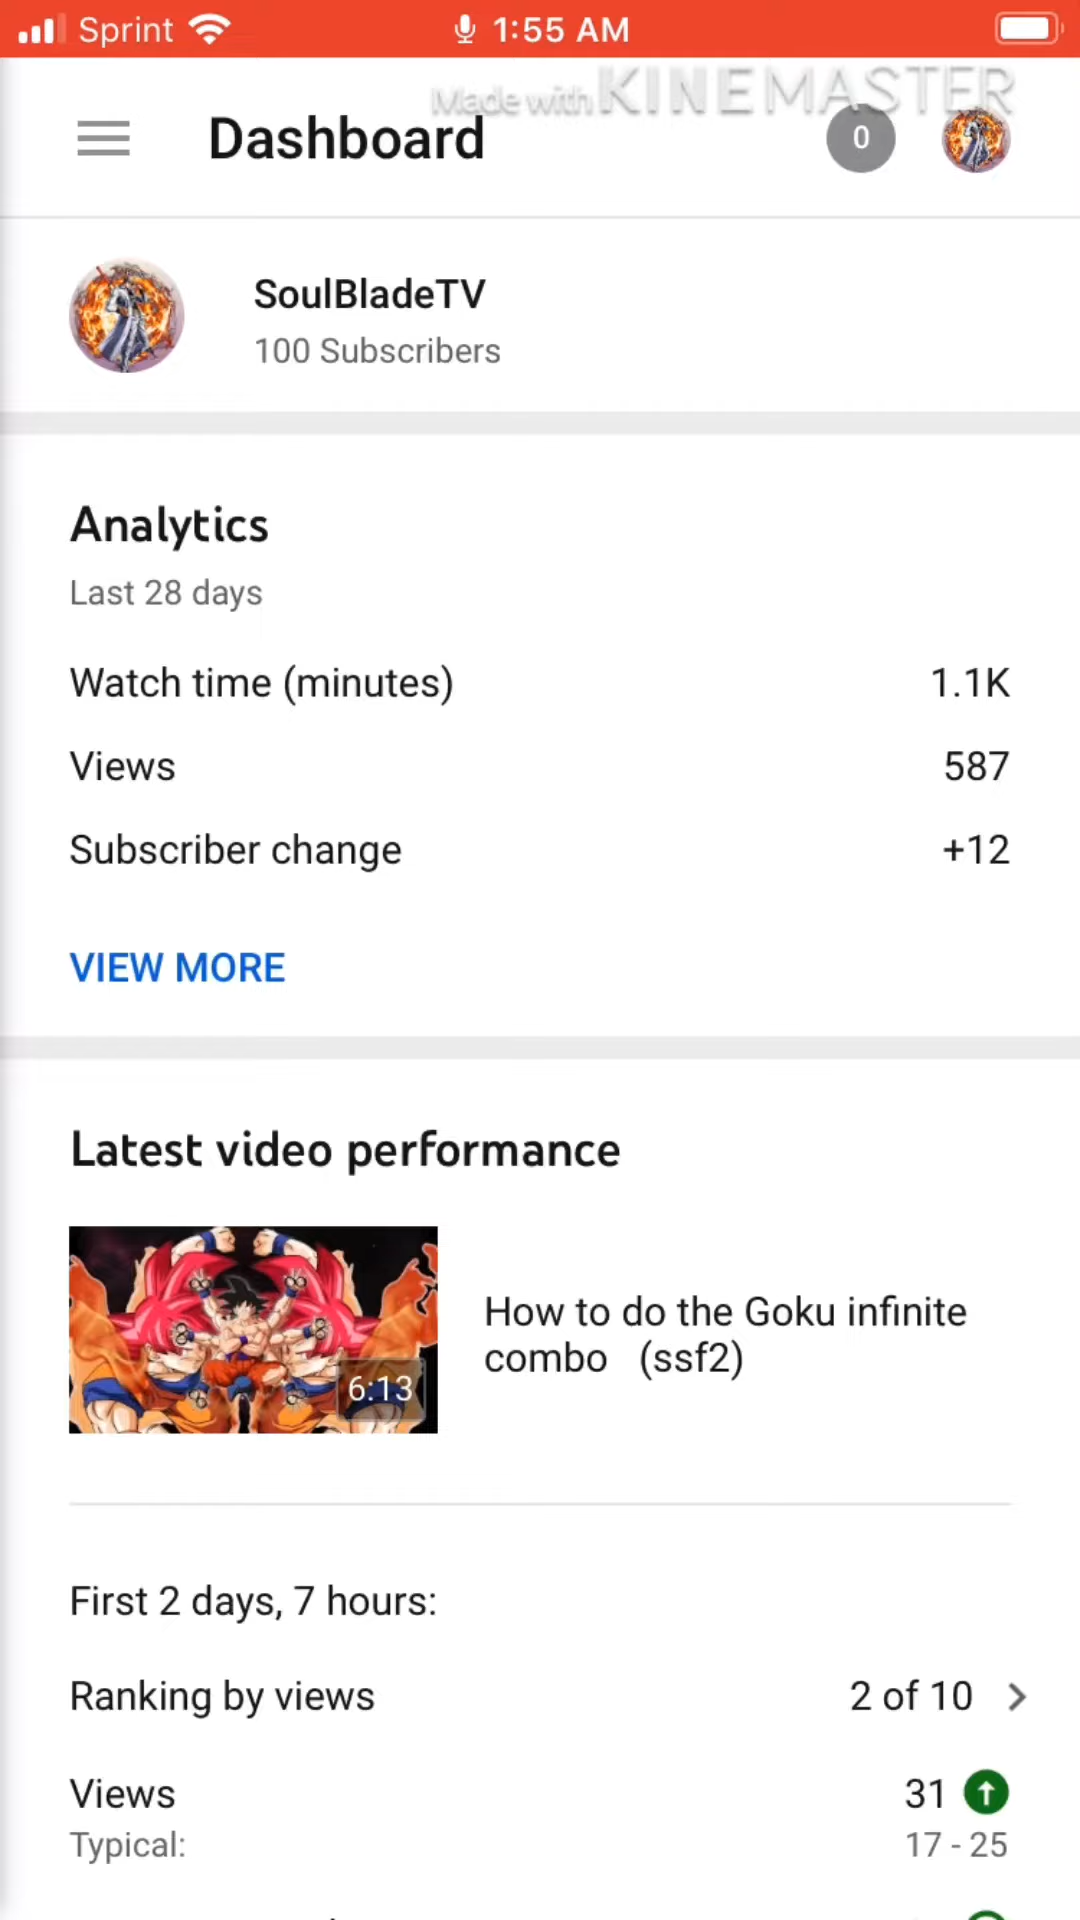 Sprint 1:55 AM
Made with KINEMASTER
Dashboard 0
SoulBladeTV
100 Subscribers
Analytics
Last 28 days
Watch time (minutes) 1.1K
Views 587
Subscriber change +12
VIEW MORE
Latest video performance
6:13
How to do the Goku infinite
combo (ssf2)
First 2 days, 7 hours:
Ranking by views 2 of 10
Views 31
Typical: 17 - 25